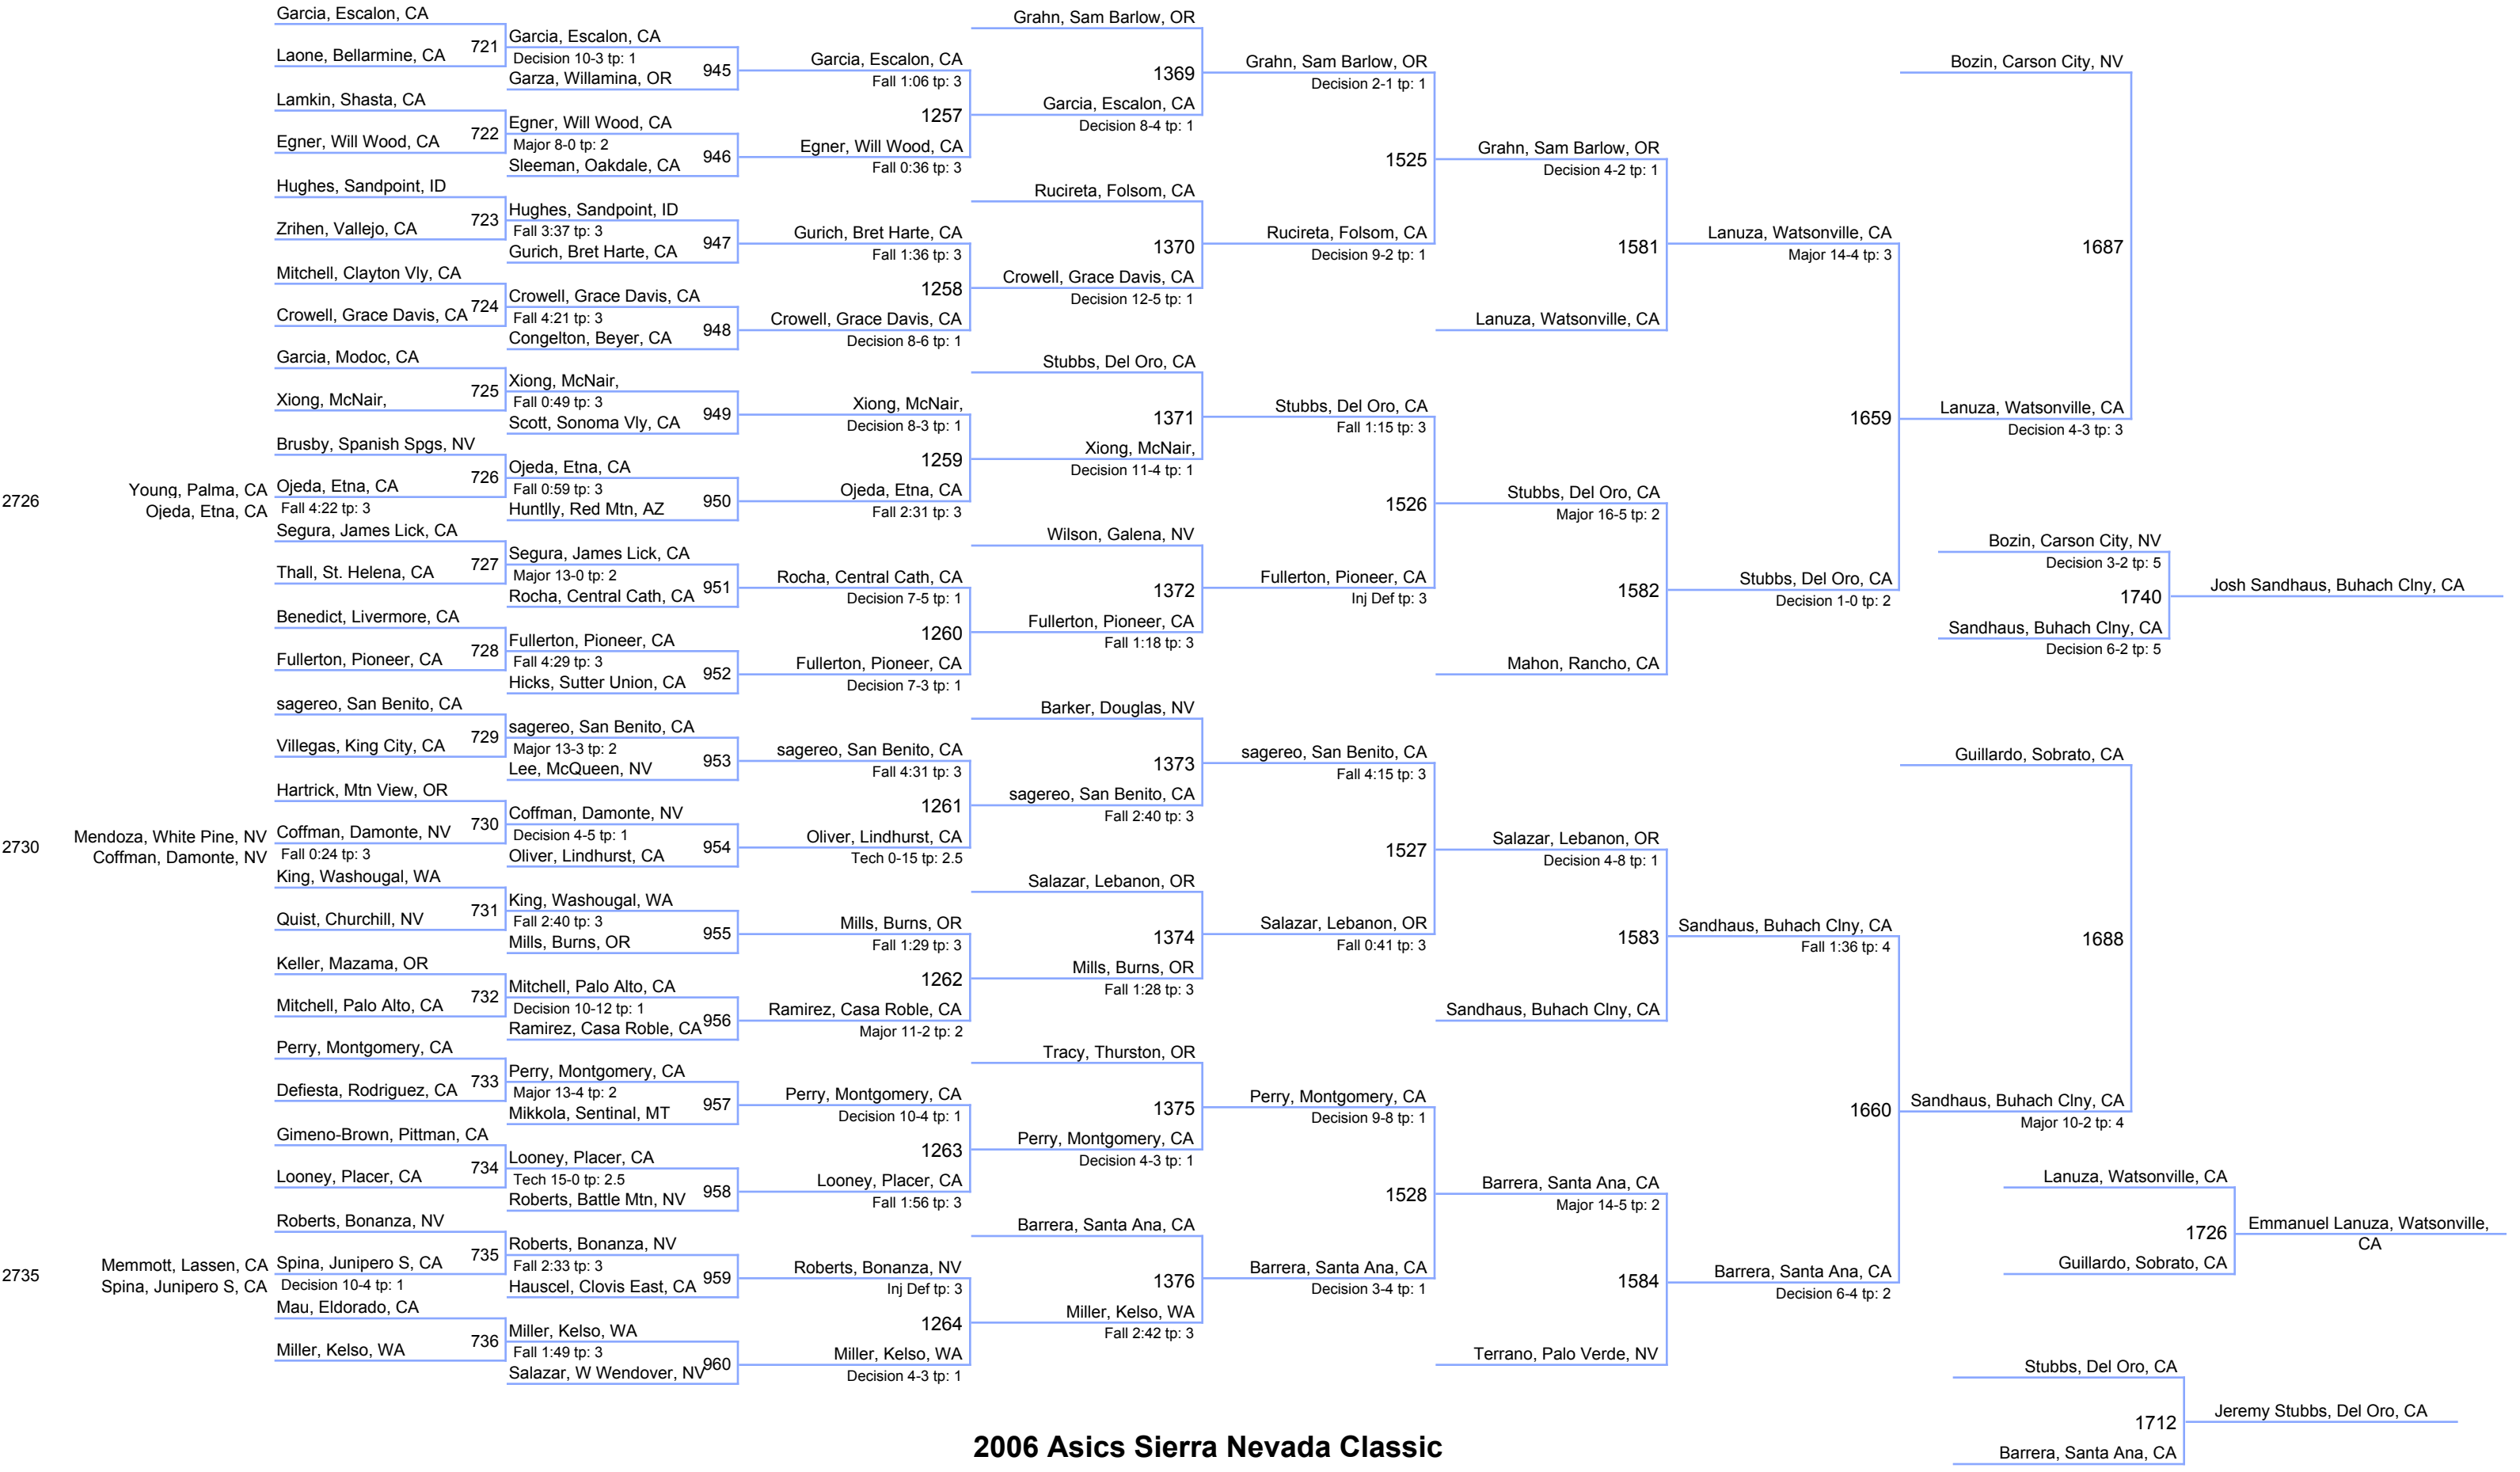 Garcia, Escalon, CA
721
Laone, Bellarmine, CA
Lamkin, Shasta, CA
722
Egner, Will Wood, CA
Hughes, Sandpoint, ID
723
Zrihen, Vallejo, CA
Mitchell, Clayton Vly, CA
724
Crowell, Grace Davis, CA
Garcia, Modoc, CA
725
Xiong, McNair,
Brusby, Spanish Spgs, NV
726
2726
Young, Palma, CA
Ojeda, Etna, CA
Ojeda, Etna, CA
Fall 4:22 tp: 3
Segura, James Lick, CA
727
Thall, St. Helena, CA
Benedict, Livermore, CA
728
Fullerton, Pioneer, CA
sagereo, San Benito, CA
729
Villegas, King City, CA
Hartrick, Mtn View, OR
730
2730
Mendoza, White Pine, NV
Coffman, Damonte, NV
Coffman, Damonte, NV
Fall 0:24 tp: 3
King, Washougal, WA
731
Quist, Churchill, NV
Keller, Mazama, OR
732
Mitchell, Palo Alto, CA
Perry, Montgomery, CA
733
Defiesta, Rodriguez, CA
Gimeno-Brown, Pittman, CA
734
Looney, Placer, CA
Roberts, Bonanza, NV
735
2735
Memmott, Lassen, CA
Spina, Junipero S, CA
Spina, Junipero S, CA
Decision 10-4 tp: 1
Mau, Eldorado, CA
736
Miller, Kelso, WA
Garcia, Escalon, CA
Decision 10-3 tp: 1
945
Garza, Willamina, OR
Egner, Will Wood, CA
Major 8-0 tp: 2
946
Sleeman, Oakdale, CA
Hughes, Sandpoint, ID
Fall 3:37 tp: 3
947
Gurich, Bret Harte, CA
Crowell, Grace Davis, CA
Fall 4:21 tp: 3
948
Congelton, Beyer, CA
Xiong, McNair,
Fall 0:49 tp: 3
949
Scott, Sonoma Vly, CA
Ojeda, Etna, CA
Fall 0:59 tp: 3
950
Huntlly, Red Mtn, AZ
Segura, James Lick, CA
Major 13-0 tp: 2
951
Rocha, Central Cath, CA
Fullerton, Pioneer, CA
Fall 4:29 tp: 3
952
Hicks, Sutter Union, CA
sagereo, San Benito, CA
Major 13-3 tp: 2
953
Lee, McQueen, NV
Coffman, Damonte, NV
Decision 4-5 tp: 1
954
Oliver, Lindhurst, CA
King, Washougal, WA
Fall 2:40 tp: 3
955
Mills, Burns, OR
Mitchell, Palo Alto, CA
Decision 10-12 tp: 1
956
Ramirez, Casa Roble, CA
Perry, Montgomery, CA
Major 13-4 tp: 2
957
Mikkola, Sentinal, MT
Looney, Placer, CA
Tech 15-0 tp: 2.5
958
Roberts, Battle Mtn, NV
Roberts, Bonanza, NV
Fall 2:33 tp: 3
959
Hauscel, Clovis East, CA
Miller, Kelso, WA
Fall 1:49 tp: 3
960
Salazar, W Wendover, NV
Garcia, Escalon, CA
Fall 1:06 tp: 3
1257
Egner, Will Wood, CA
Fall 0:36 tp: 3
Gurich, Bret Harte, CA
Fall 1:36 tp: 3
1258
Crowell, Grace Davis, CA
Decision 8-6 tp: 1
Xiong, McNair,
Decision 8-3 tp: 1
1259
Ojeda, Etna, CA
Fall 2:31 tp: 3
Rocha, Central Cath, CA
Decision 7-5 tp: 1
1260
Fullerton, Pioneer, CA
Decision 7-3 tp: 1
sagereo, San Benito, CA
Fall 4:31 tp: 3
1261
Oliver, Lindhurst, CA
Tech 0-15 tp: 2.5
Mills, Burns, OR
Fall 1:29 tp: 3
1262
Ramirez, Casa Roble, CA
Major 11-2 tp: 2
Perry, Montgomery, CA
Decision 10-4 tp: 1
1263
Looney, Placer, CA
Fall 1:56 tp: 3
Roberts, Bonanza, NV
Inj Def tp: 3
1264
Miller, Kelso, WA
Decision 4-3 tp: 1
Grahn, Sam Barlow, OR
1369
Garcia, Escalon, CA
Decision 8-4 tp: 1
Rucireta, Folsom, CA
1370
Crowell, Grace Davis, CA
Decision 12-5 tp: 1
Stubbs, Del Oro, CA
1371
Xiong, McNair,
Decision 11-4 tp: 1
Wilson, Galena, NV
1372
Fullerton, Pioneer, CA
Fall 1:18 tp: 3
Barker, Douglas, NV
1373
sagereo, San Benito, CA
Fall 2:40 tp: 3
Salazar, Lebanon, OR
1374
Mills, Burns, OR
Fall 1:28 tp: 3
Tracy, Thurston, OR
1375
Perry, Montgomery, CA
Decision 4-3 tp: 1
Barrera, Santa Ana, CA
1376
Miller, Kelso, WA
Fall 2:42 tp: 3
Grahn, Sam Barlow, OR
Decision 2-1 tp: 1
1525
Rucireta, Folsom, CA
Decision 9-2 tp: 1
Stubbs, Del Oro, CA
Fall 1:15 tp: 3
1526
Fullerton, Pioneer, CA
Inj Def tp: 3
sagereo, San Benito, CA
Fall 4:15 tp: 3
1527
Salazar, Lebanon, OR
Fall 0:41 tp: 3
Perry, Montgomery, CA
Decision 9-8 tp: 1
1528
Barrera, Santa Ana, CA
Decision 3-4 tp: 1
Grahn, Sam Barlow, OR
Decision 4-2 tp: 1
1581
Lanuza, Watsonville, CA
Stubbs, Del Oro, CA
Major 16-5 tp: 2
1582
Mahon, Rancho, CA
Salazar, Lebanon, OR
Decision 4-8 tp: 1
1583
Sandhaus, Buhach Clny, CA
Barrera, Santa Ana, CA
Major 14-5 tp: 2
1584
Terrano, Palo Verde, NV
Lanuza, Watsonville, CA
Major 14-4 tp: 3
1659
Stubbs, Del Oro, CA
Decision 1-0 tp: 2
Sandhaus, Buhach Clny, CA
Fall 1:36 tp: 4
1660
Barrera, Santa Ana, CA
Decision 6-4 tp: 2
Bozin, Carson City, NV
1687
Lanuza, Watsonville, CA
Decision 4-3 tp: 3
Bozin, Carson City, NV
Decision 3-2 tp: 5
1740
Josh Sandhaus, Buhach Clny, CA
Sandhaus, Buhach Clny, CA
Decision 6-2 tp: 5
Guillardo, Sobrato, CA
1688
Sandhaus, Buhach Clny, CA
Major 10-2 tp: 4
Lanuza, Watsonville, CA
1726
Emmanuel Lanuza, Watsonville,
CA
Guillardo, Sobrato, CA
Stubbs, Del Oro, CA
1712
Jeremy Stubbs, Del Oro, CA
Barrera, Santa Ana, CA
2006 Asics Sierra Nevada Classic